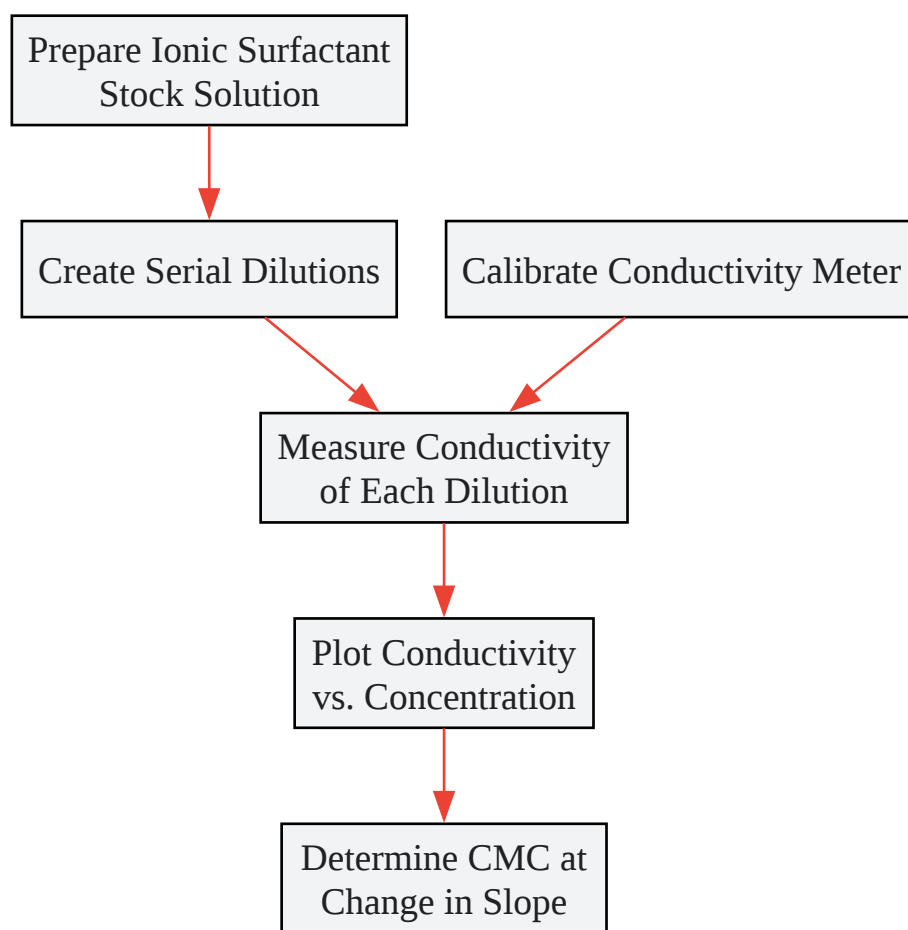 Prepare Ionic Surfactant
Stock Solution
Create Serial Dilutions
Calibrate Conductivity Meter
Measure Conductivity
of Each Dilution
Plot Conductivity
vs. Concentration
Determine CMC at
Change in Slope